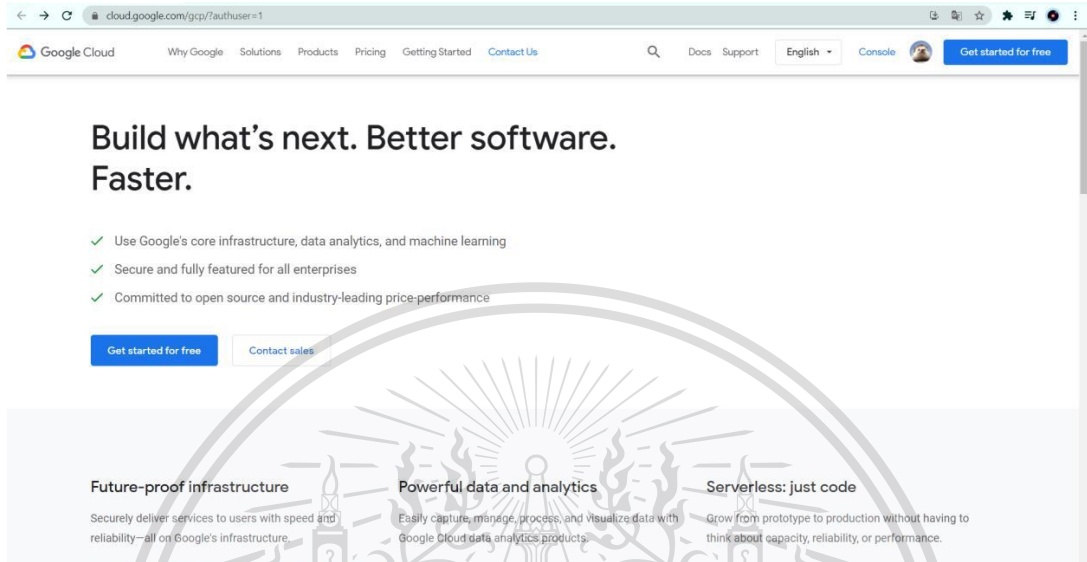 cloud.google.com/gcp/?authuser=1
Google Cloud Why Google Solutions Products Pricing Getting Started Contact Us Docs Support English Console Get started for free
Build what's next. Better software.
Faster.
Use Google's core infrastructure, data analytics, and machine learning
Secure and fully featured for all enterprises
Committed to open source and industry-leading price-performance
Get started for free Contact sales
Future-proof infrastructure
Securely deliver services to users with speed and
reliability—all on Google's infrastructure.
Powerful data and analytics
Easily capture, manage, process, and visualize data with
Google Cloud data analytics products.
Serverless: just code
Grow from prototype to production without having to
think about capacity, reliability, or performance.